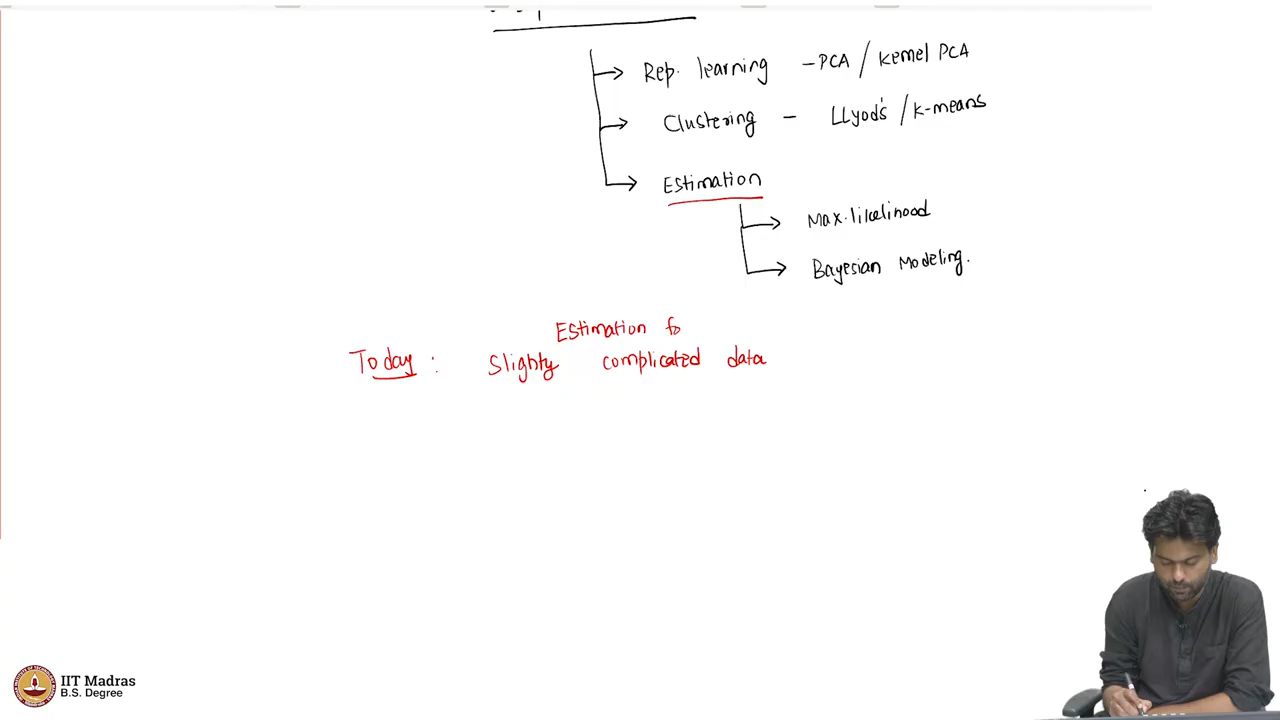 Rep. learning - PCA / Kernel PCA
Clustering - LLyod's / K-means
Estimation
Max. likelihood
Bayesian Modeling.
Estimation fo
Today : Slighty complicated data
IIT Madras
B.S. Degree